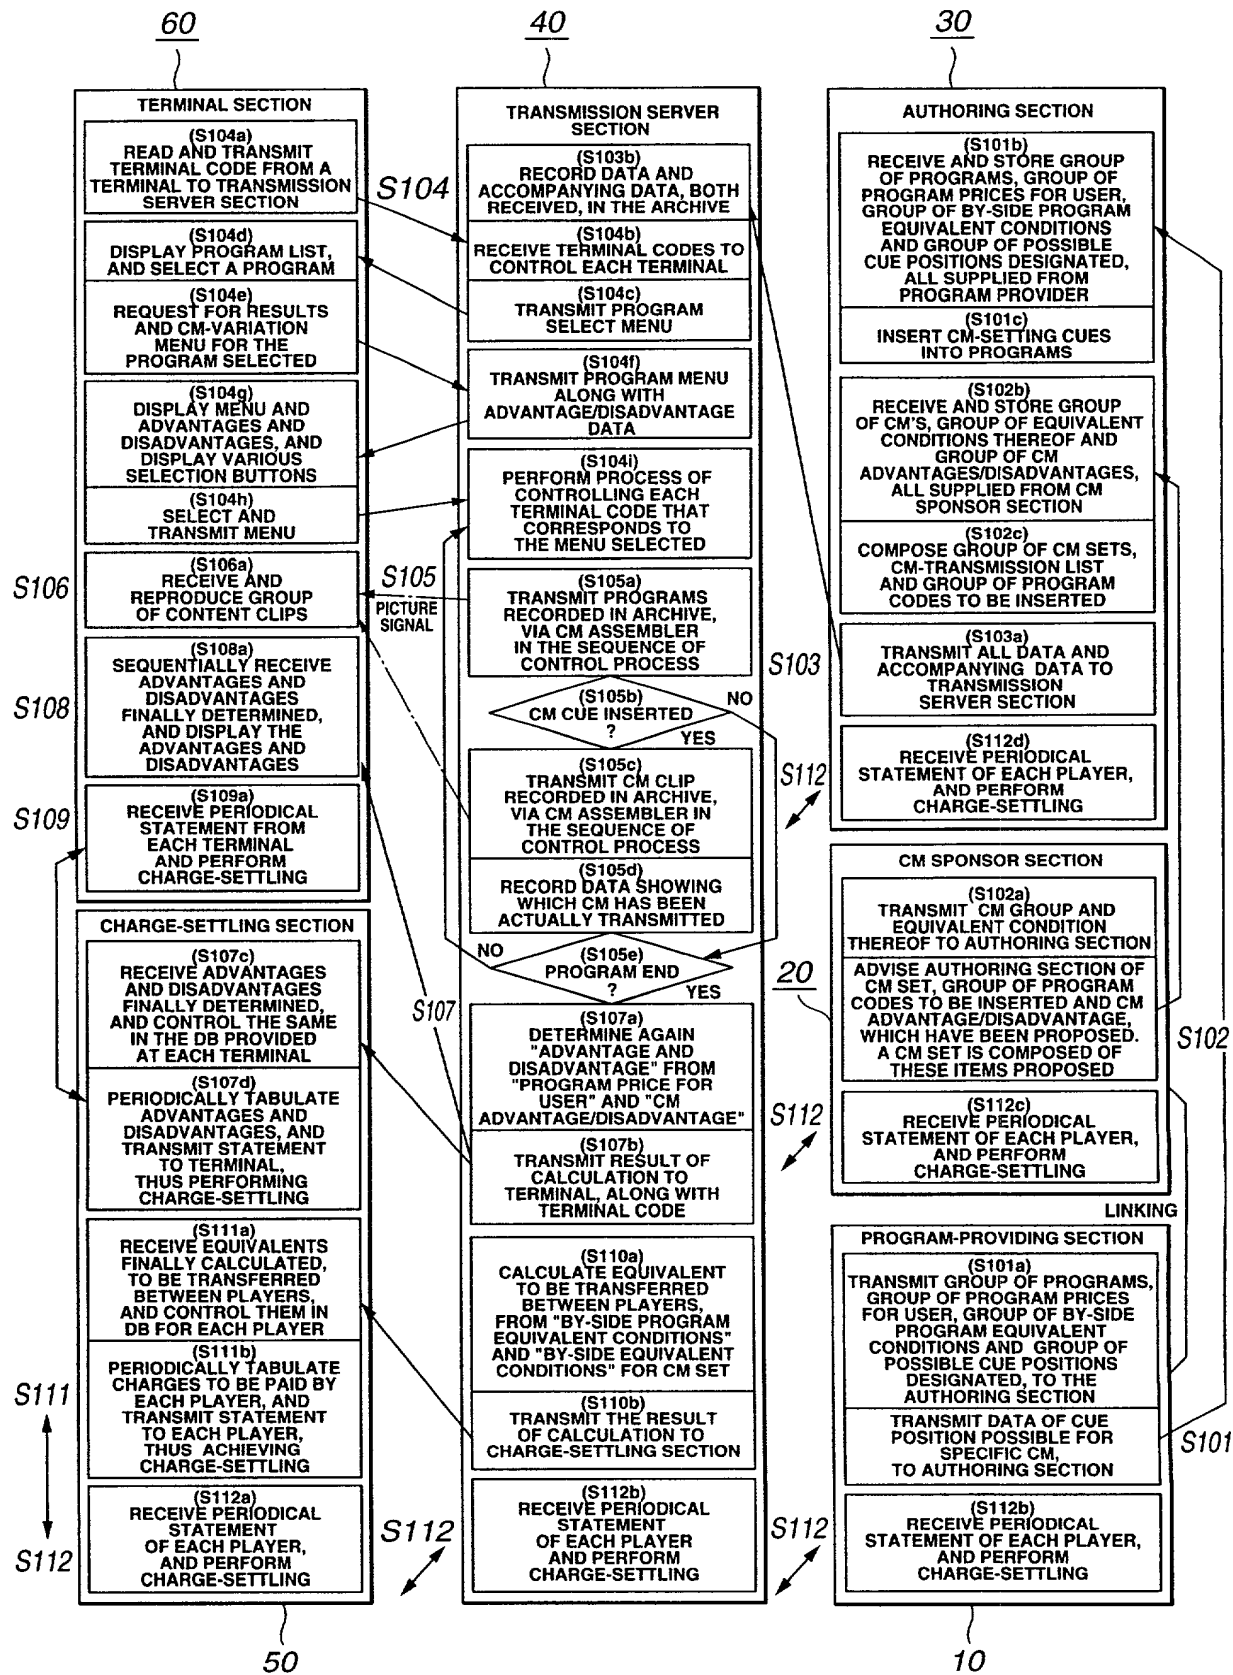 60
TERMINAL SECTION
(S104a)
READ AND TRANSMIT
TERMINAL CODE FROM A
TERMINAL TO TRANSMISSION
SERVER SECTION
(S104d)
DISPLAY PROGRAM LIST,
AND SELECT A PROGRAM
(S104e)
REQUEST FOR RESULTS
AND CM-VARIATION
MENU FOR THE
PROGRAM SELECTED
(S104g)
DISPLAY MENU AND
ADVANTAGES AND
DISADVANTAGES, AND
DISPLAY VARIOUS
SELECTION BUTTONS
(S104h)
SELECT AND
TRANSMIT MENU
S106
(S106a)
RECEIVE AND
REPRODUCE GROUP
OF CONTENT CLIPS
S108
(S108a)
SEQUENTIALLY RECEIVE
ADVANTAGES AND
DISADVANTAGES
FINALLY DETERMINED,
AND DISPLAY THE
ADVANTAGES AND
DISADVANTAGES
S109
(S109a)
RECEIVE PERIODICAL
STATEMENT FROM
EACH TERMINAL
AND PERFORM
CHARGE-SETTLING
CHARGE-SETTLING SECTION
(S107c)
RECEIVE ADVANTAGES
AND DISADVANTAGES
FINALLY DETERMINED,
AND CONTROL THE SAME
IN THE DB PROVIDED
AT EACH TERMINAL
(S107d)
PERIODICALLY TABULATE
ADVANTAGES AND
DISADVANTAGES, AND
TRANSMIT STATEMENT
TO TERMINAL,
THUS PERFORMING
CHARGE-SETTLING
(S111a)
RECEIVE EQUIVALENTS
FINALLY CALCULATED,
TO BE TRANSFERRED
BETWEEN PLAYERS,
AND CONTROL THEM IN
DB FOR EACH PLAYER
(S111b)
PERIODICALLY TABULATE
CHARGES TO BE PAID BY
EACH PLAYER, AND
TRANSMIT STATEMENT
TO EACH PLAYER,
THUS ACHIEVING
CHARGE-SETTLING
S111
S112
(S112a)
RECEIVE PERIODICAL
STATEMENT
OF EACH PLAYER,
AND PERFORM
CHARGE-SETTLING
50
S104
S105
PICTURE
SIGNAL
S107
S112
40
TRANSMISSION SERVER
SECTION
(S103b)
RECORD DATA AND
ACCOMPANYING DATA, BOTH
RECEIVED, IN THE ARCHIVE
(S104b)
RECEIVE TERMINAL CODES TO
CONTROL EACH TERMINAL
(S104c)
TRANSMIT PROGRAM
SELECT MENU
(S104f)
TRANSMIT PROGRAM MENU
ALONG WITH
ADVANTAGE/DISADVANTAGE
DATA
(S104i)
PERFORM PROCESS OF
CONTROLLING EACH
TERMINAL CODE THAT
CORRESPONDS TO
THE MENU SELECTED
(S105a)
TRANSMIT PROGRAMS
RECORDED IN ARCHIVE,
VIA CM ASSEMBLER
IN THE SEQUENCE OF
CONTROL PROCESS
(S105b)
CM CUE INSERTED
?
NO
YES
(S105c)
TRANSMIT CM CLIP
RECORDED IN ARCHIVE,
VIA CM ASSEMBLER IN
THE SEQUENCE OF
CONTROL PROCESS
(S105d)
RECORD DATA SHOWING
WHICH CM HAS BEEN
ACTUALLY TRANSMITTED
NO
(S105e)
PROGRAM END
?
YES
(S107a)
DETERMINE AGAIN
"ADVANTAGE AND
DISADVANTAGE" FROM
"PROGRAM PRICE FOR
USER" AND "CM
ADVANTAGE/DISADVANTAGE"
(S107b)
TRANSMIT RESULT OF
CALCULATION TO
TERMINAL, ALONG WITH
TERMINAL CODE
(S110a)
CALCULATE EQUIVALENT
TO BE TRANSFERRED
BETWEEN PLAYERS,
FROM "BY-SIDE PROGRAM
EQUIVALENT CONDITIONS"
AND "BY-SIDE EQUIVALENT
CONDITIONS" FOR CM SET
(S110b)
TRANSMIT THE RESULT
OF CALCULATION TO
CHARGE-SETTLING SECTION
(S112b)
RECEIVE PERIODICAL
STATEMENT
OF EACH PLAYER
AND PERFORM
CHARGE-SETTLING
S103
S112
S112
S112
30
AUTHORING SECTION
(S101b)
RECEIVE AND STORE GROUP
OF PROGRAMS, GROUP OF
PROGRAM PRICES FOR USER,
GROUP OF BY-SIDE PROGRAM
EQUIVALENT CONDITIONS
AND GROUP OF POSSIBLE
CUE POSITIONS DESIGNATED,
ALL SUPPLIED FROM
PROGRAM PROVIDER
(S101c)
INSERT CM-SETTING CUES
INTO PROGRAMS
(S102b)
RECEIVE AND STORE GROUP
OF CM'S, GROUP OF EQUIVALENT
CONDITIONS THEREOF AND
GROUP OF CM
ADVANTAGES/DISADVANTAGES,
ALL SUPPLIED FROM CM
SPONSOR SECTION
(S102c)
COMPOSE GROUP OF CM SETS,
CM-TRANSMISSION LIST
AND GROUP OF PROGRAM
CODES TO BE INSERTED
(S103a)
TRANSMIT ALL DATA AND
ACCOMPANYING DATA TO
TRANSMISSION
SERVER SECTION
(S112d)
RECEIVE PERIODICAL
STATEMENT OF EACH PLAYER,
AND PERFORM
CHARGE-SETTLING
20
CM SPONSOR SECTION
(S102a)
TRANSMIT CM GROUP AND
EQUIVALENT CONDITION
THEREOF TO AUTHORING SECTION
ADVISE AUTHORING SECTION OF
CM SET, GROUP OF PROGRAM
CODES TO BE INSERTED AND CM
ADVANTAGE/DISADVANTAGE,
WHICH HAVE BEEN PROPOSED.
A CM SET IS COMPOSED OF
THESE ITEMS PROPOSED
S102
(S112c)
RECEIVE PERIODICAL
STATEMENT OF EACH PLAYER,
AND PERFORM
CHARGE-SETTLING
LINKING
PROGRAM-PROVIDING SECTION
(S101a)
TRANSMIT GROUP OF PROGRAMS,
GROUP OF PROGRAM PRICES
FOR USER, GROUP OF BY-SIDE
PROGRAM EQUIVALENT
CONDITIONS AND GROUP OF
POSSIBLE CUE POSITIONS
DESIGNATED, TO THE
AUTHORING SECTION
TRANSMIT DATA OF CUE
POSITION POSSIBLE FOR
SPECIFIC CM,
TO AUTHORING SECTION
S101
(S112b)
RECEIVE PERIODICAL
STATEMENT OF EACH PLAYER,
AND PERFORM
CHARGE-SETTLING
10